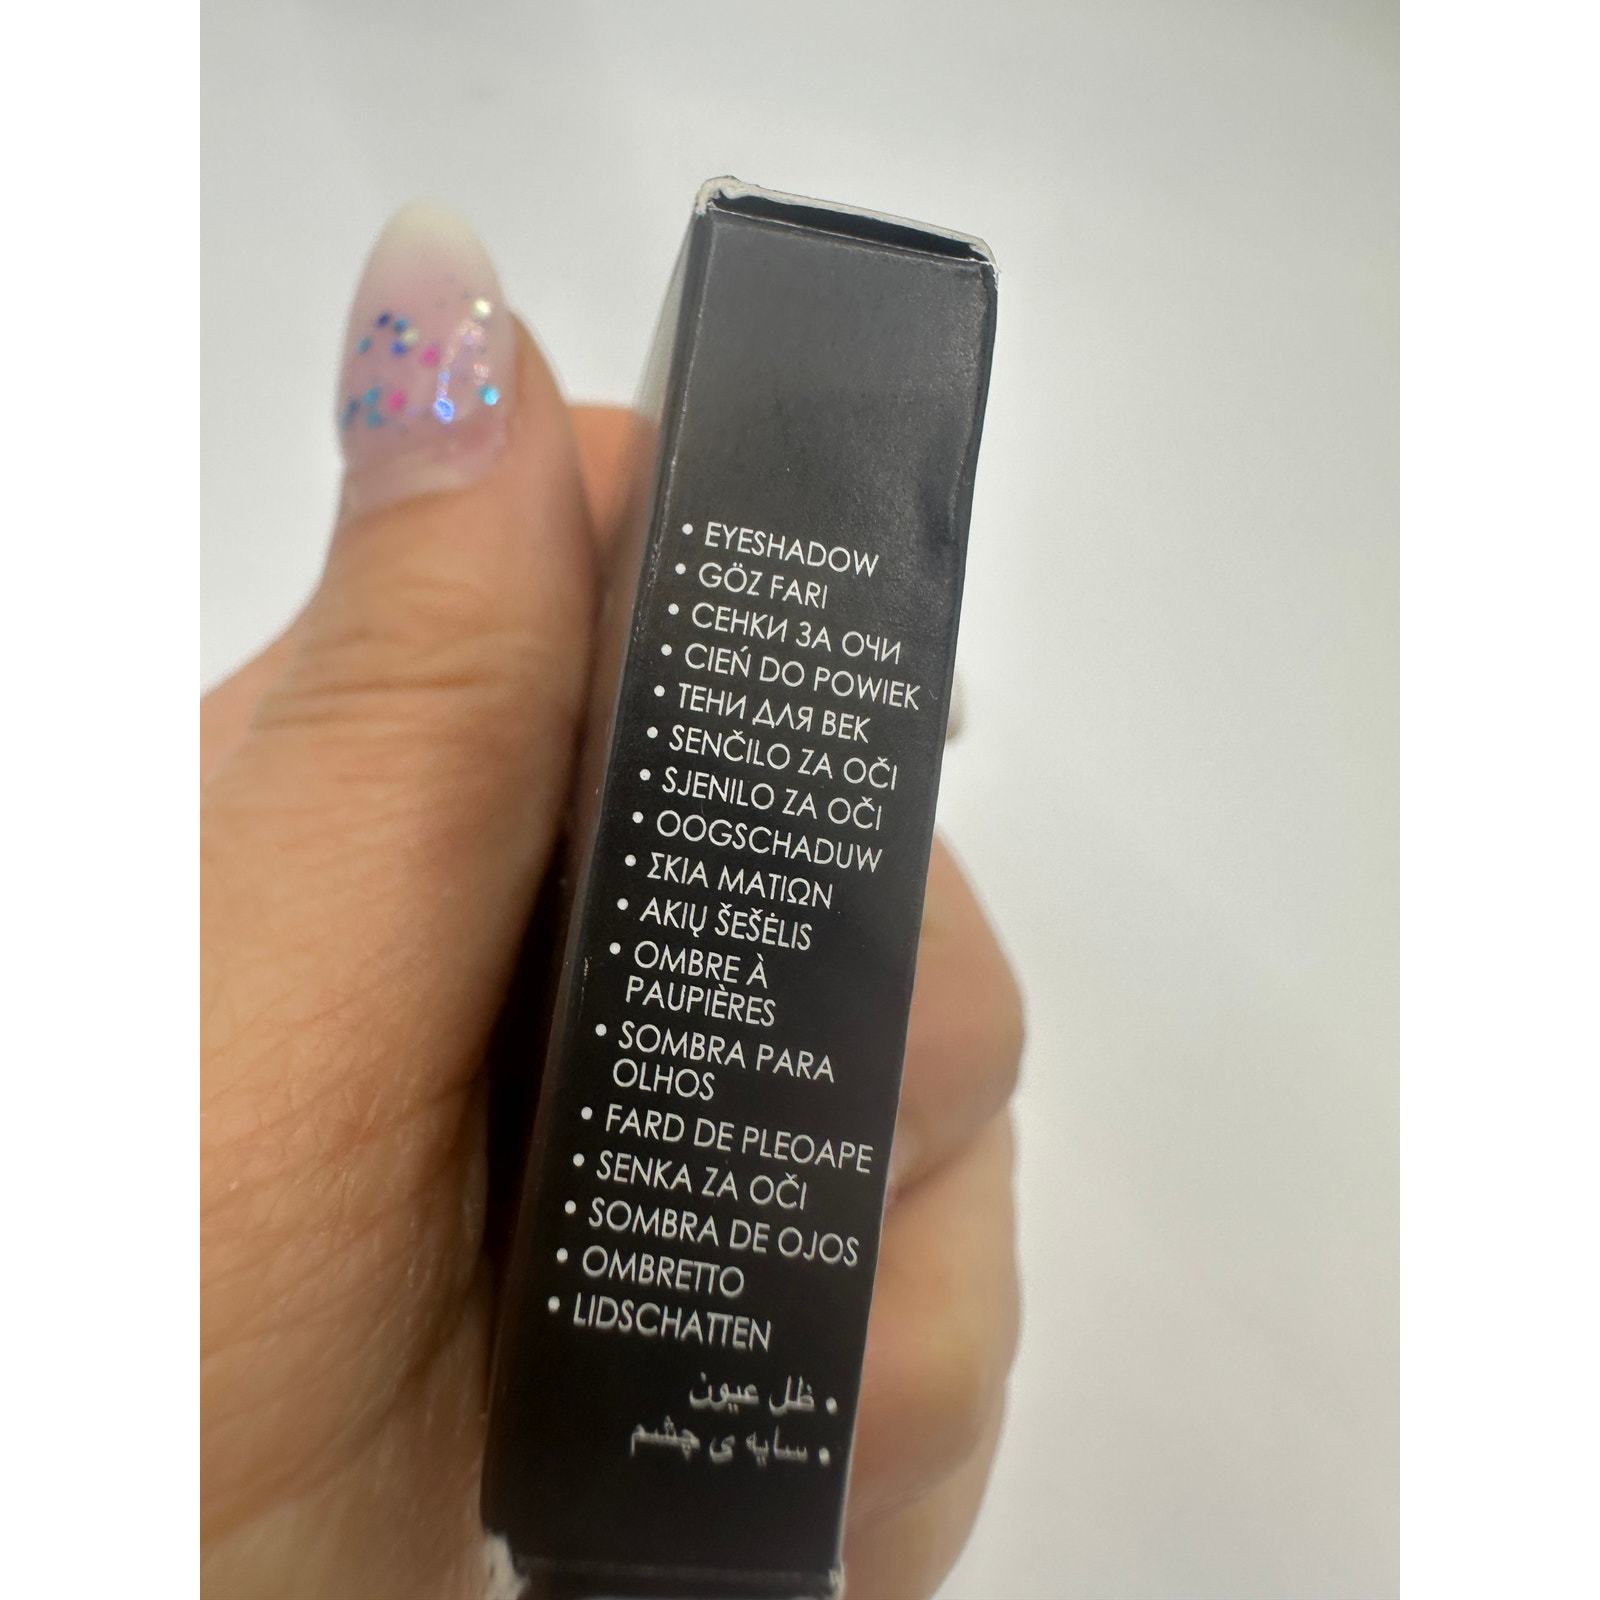 • EYESHADOW
• GÖZ FARI
• СЕНКИ ЗА ОЧИ
• CIEŃ DO POWIEK
• ТЕНИ ДЛЯ ВЕК
• SENČILO ZA OČI
• SJENILO ZA OČI
• OOGSCHADUW
• ΣΚΙΑ ΜΑΤΙΩΝ
• AKIŲ ŠEŠĖLIS
• OMBRE À
PAUPIÈRES
• SOMBRA PARA
OLHOS
• FARD DE PLEOAPE
• SENKA ZA OČI
• SOMBRA DE OJOS
• OMBRETTO
• LIDSCHATTEN
• ظل عيون
• سایه ی چشم